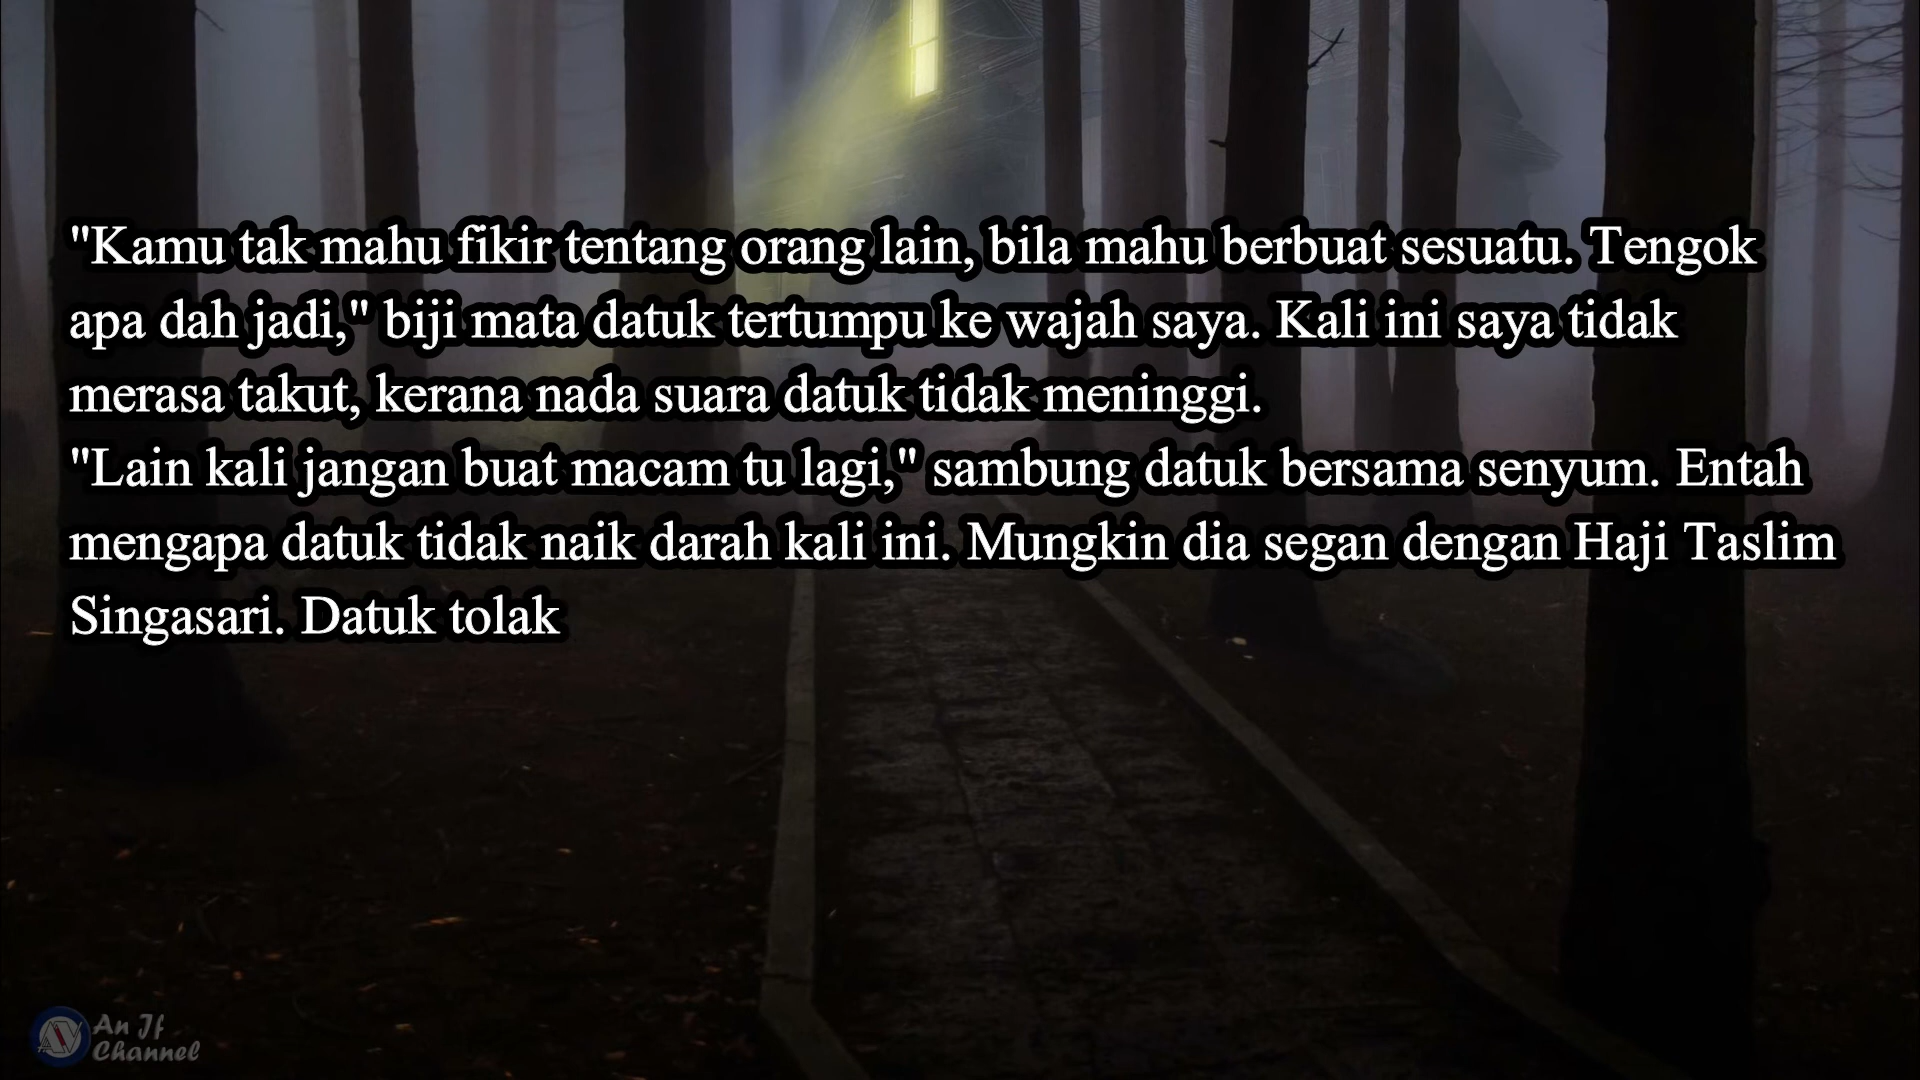 "Kamu tak mahu fikir tentang orang lain, bila mahu berbuat sesuatu. Tengok
apa dah jadi," biji mata datuk tertumpu ke wajah saya. Kali ini saya tidak
merasa takut, kerana nada suara datuk tidak meninggi.
"Lain kali jangan buat macam tu lagi," sambung datuk bersama senyum. Entah
mengapa datuk tidak naik darah kali ini. Mungkin dia segan dengan Haji Taslim
Singasari. Datuk tolak
An Jf
Channel